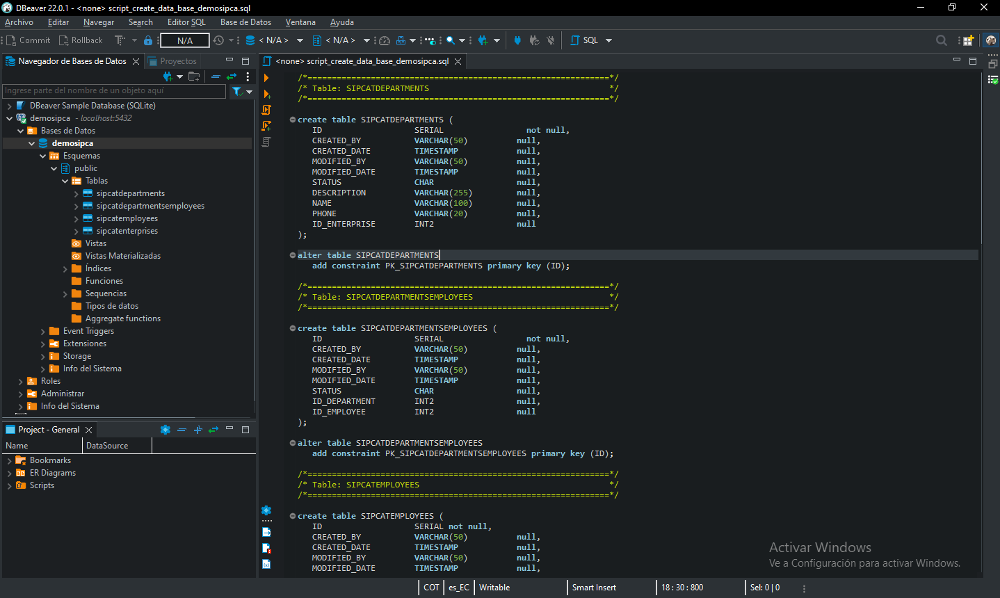 DBeaver 22.0.1 - <none> script_create_data_base_demosipca.sql
Archivo Editar Navegar Search Editor SQL Base de Datos Ventana Ayuda
Commit Rollback N/A < N/A > < N/A > SQL
Navegador de Bases de Datos Proyectos
Ingrese parte del nombre de un objeto aquí
DBeaver Sample Database (SQLite)
demosipca - localhost:5432
Bases de Datos
demosipca
Esquemas
public
Tablas
sipcatdepartments
sipcatdepartmentsemployees
sipcatemployees
sipcatenterprises
Vistas
Vistas Materializadas
Índices
Funciones
Secuencias
Tipos de datos
Aggregate functions
Event Triggers
Extensiones
Storage
Info del Sistema
Roles
Administrar
Info del Sistema
Project - General
Name DataSource
Bookmarks
ER Diagrams
Scripts
<none> script_create_data_base_demosipca.sql
/*==============================================================*/
/* Table: SIPCATDEPARTMENTS */
/*==============================================================*/
create table SIPCATDEPARTMENTS (
ID SERIAL not null,
CREATED_BY VARCHAR(50) null,
CREATED_DATE TIMESTAMP null,
MODIFIED_BY VARCHAR(50) null,
MODIFIED_DATE TIMESTAMP null,
STATUS CHAR null,
DESCRIPTION VARCHAR(255) null,
NAME VARCHAR(100) null,
PHONE VARCHAR(20) null,
ID_ENTERPRISE INT2 null
);
alter table SIPCATDEPARTMENTS
add constraint PK_SIPCATDEPARTMENTS primary key (ID);
/*==============================================================*/
/* Table: SIPCATDEPARTMENTSEMPLOYEES */
/*==============================================================*/
create table SIPCATDEPARTMENTSEMPLOYEES (
ID SERIAL not null,
CREATED_BY VARCHAR(50) null,
CREATED_DATE TIMESTAMP null,
MODIFIED_BY VARCHAR(50) null,
MODIFIED_DATE TIMESTAMP null,
STATUS CHAR null,
ID_DEPARTMENT INT2 null,
ID_EMPLOYEE INT2 null
);
alter table SIPCATDEPARTMENTSEMPLOYEES
add constraint PK_SIPCATDEPARTMENTSEMPLOYEES primary key (ID);
/*==============================================================*/
/* Table: SIPCATEMPLOYEES */
/*==============================================================*/
create table SIPCATEMPLOYEES (
ID SERIAL not null,
CREATED_BY VARCHAR(50) null,
CREATED_DATE TIMESTAMP null,
MODIFIED_BY VARCHAR(50) null,
MODIFIED_DATE TIMESTAMP null,
Activar Windows
Ve a Configuración para activar Windows.
COT es_EC Writable Smart Insert 18 : 30 : 800 Sel: 0 | 0